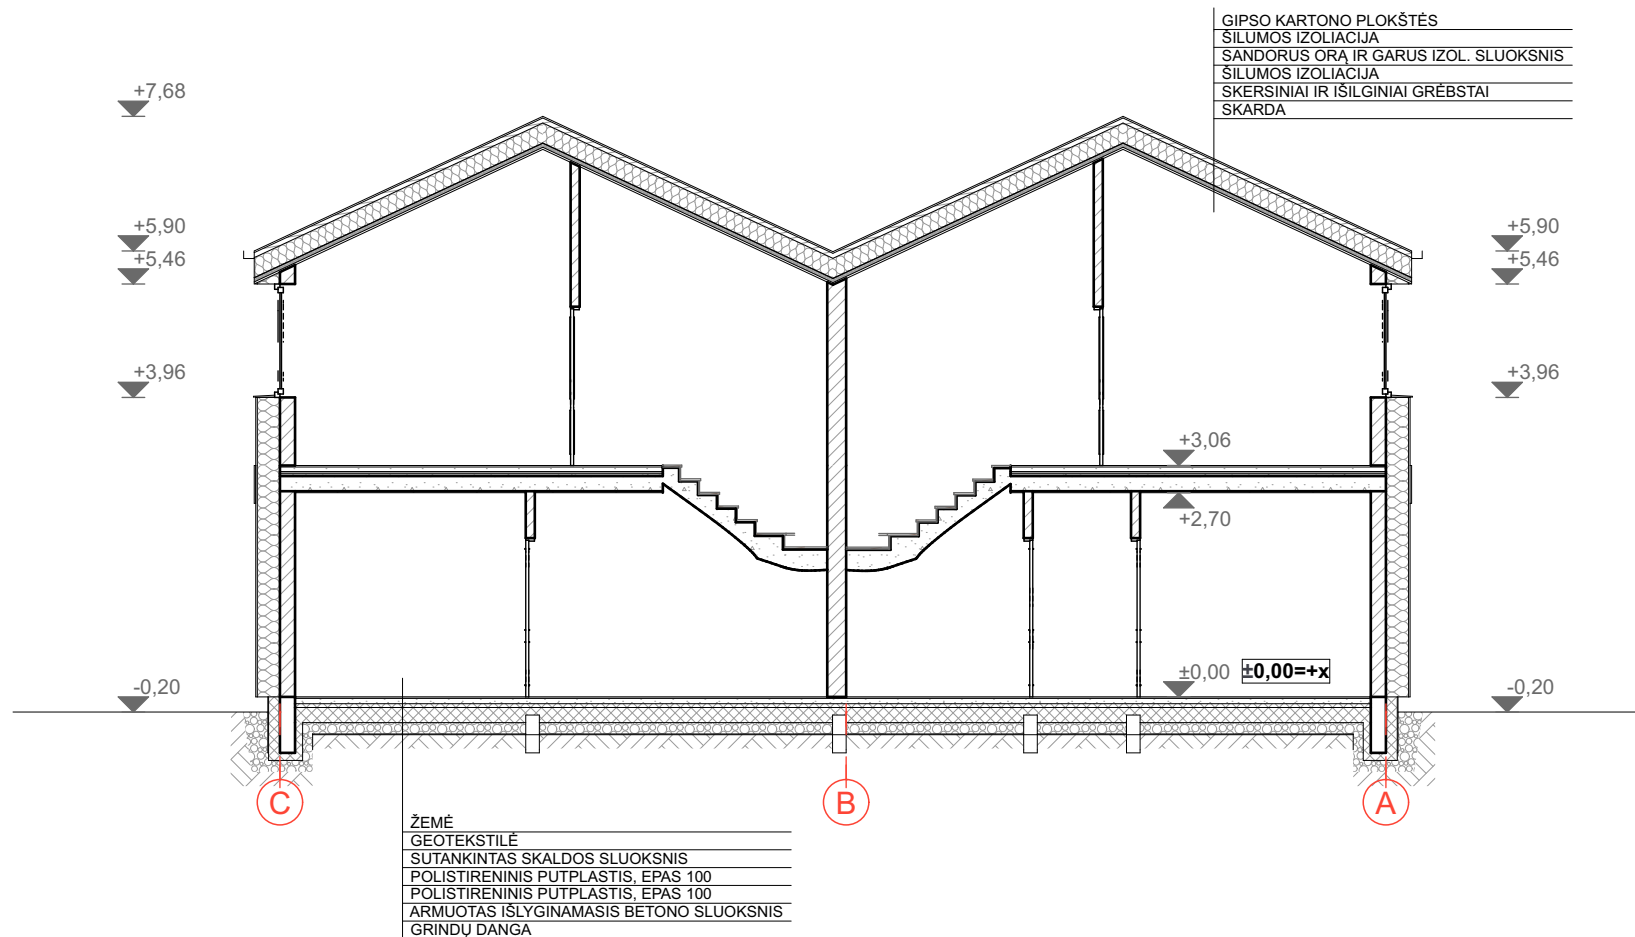 GIPSO KARTONO PLOKŠTĖS
ŠILUMOS IZOLIACIJA
SANDORUS ORĄ IR GARUS IZOL. SLUOKSNIS
ŠILUMOS IZOLIACIJA
SKERSINIAI IR IŠILGINIAI GRĖBSTAI
SKARDA
+7,68
+5,90
+5,90
+5,46
+5,46
+3,96
+3,96
+3,06
+2,70
±0,00
±0,00=+x
-0,20
-0,20
C
B
A
ŽEMĖ
GEOTEKSTILĖ
SUTANKINTAS SKALDOS SLUOKSNIS
POLISTIRENINIS PUTPLASTIS, EPAS 100
POLISTIRENINIS PUTPLASTIS, EPAS 100
ARMUOTAS IŠLYGINAMASIS BETONO SLUOKSNIS
GRINDŲ DANGA